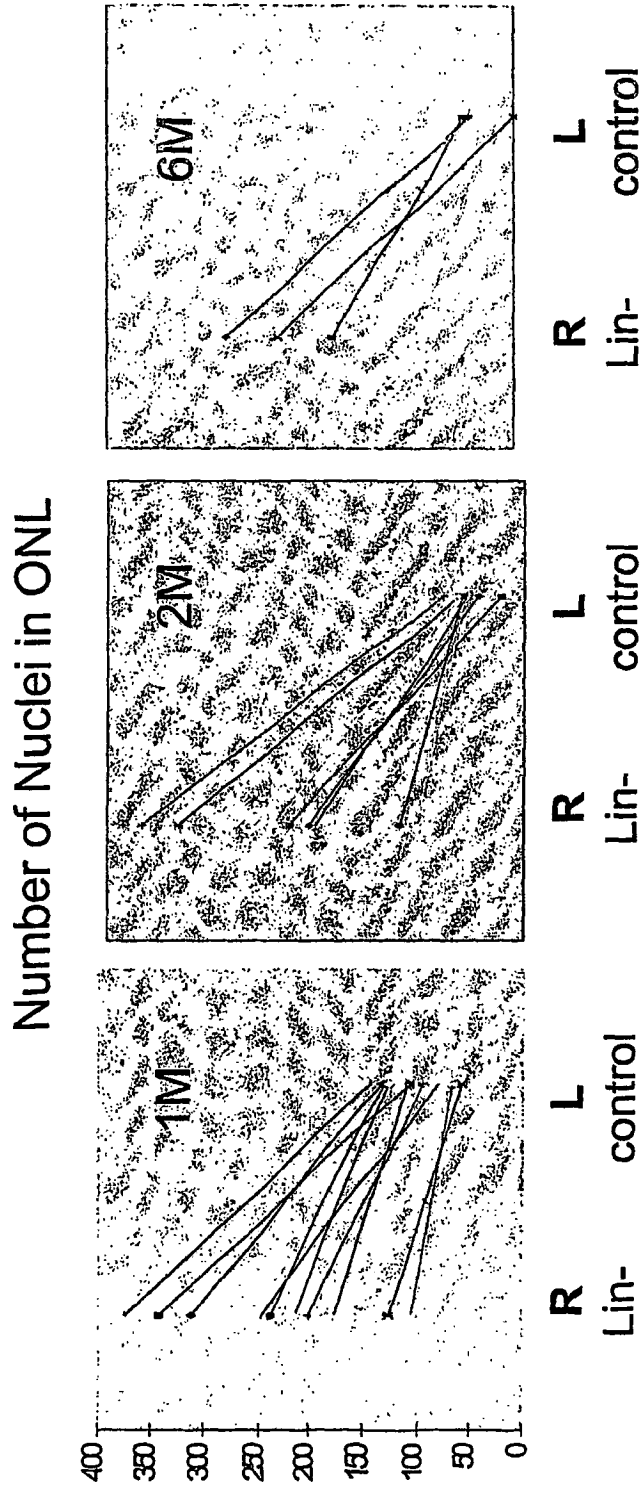 Number of Nuclei in ONL
1M
2M
6M
400
350
300
250
200
150
100
50
0
R L
Lin- control
R L
Lin- control
R L
Lin- control